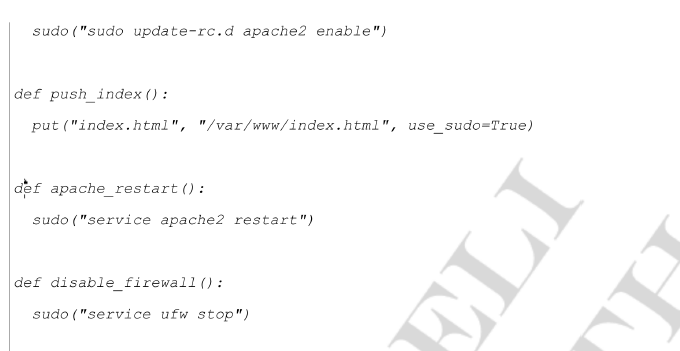 sudo("sudo update-rc.d apache2 enable")
def push_index():
put("index.html", "/var/www/index.html", use_sudo=True)
def apache_restart():
sudo("service apache2 restart")
def disable_firewall():
sudo("service ufw stop")